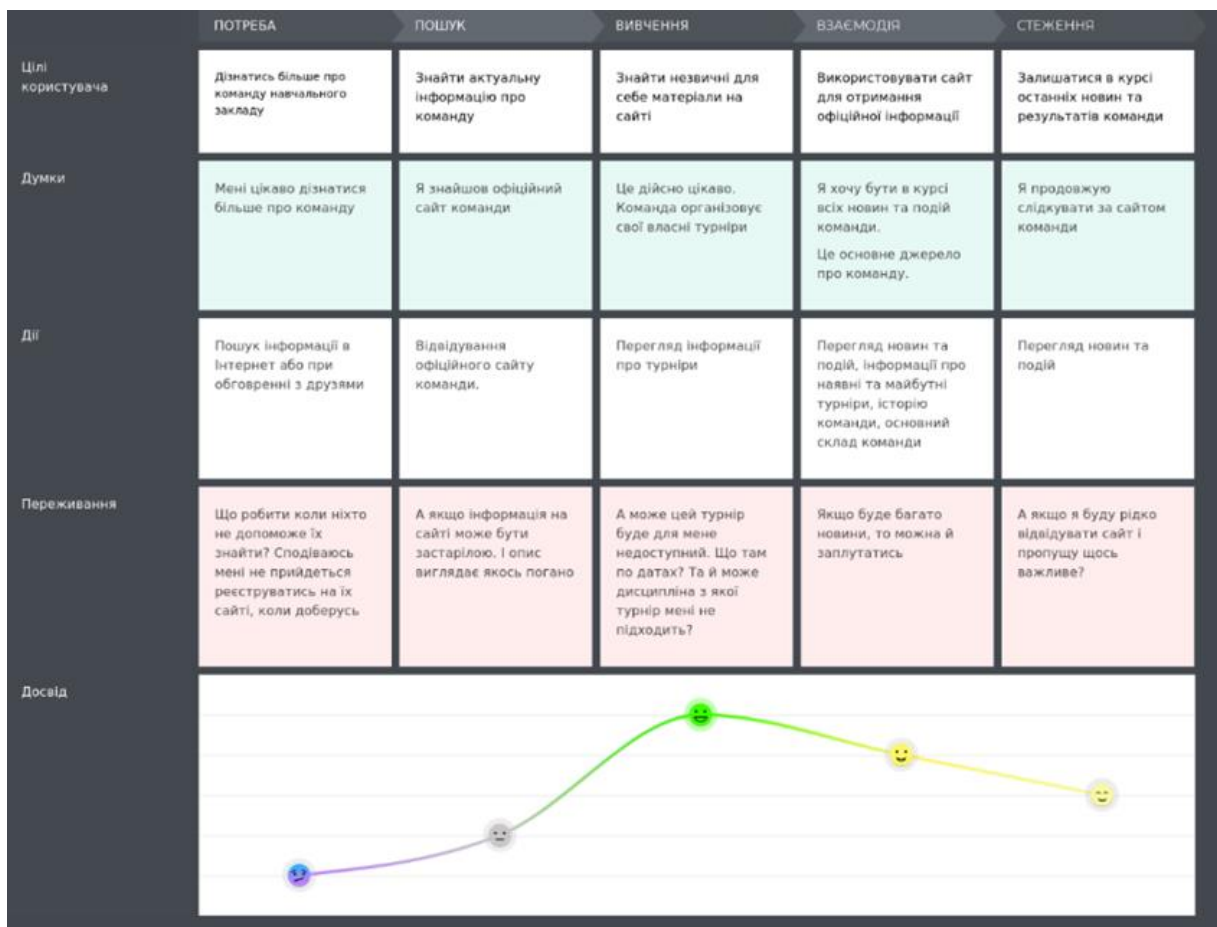 ПОТРЕБА
ПОШУК
ВИВЧЕННЯ
ВЗАЄМОДІЯ
СТЕЖЕННЯ
Цілі
користувача
Дізнатись більше про
команду навчального
закладу
Знайти актуальну
інформацію про
команду
Знайти незвичні для
себе матеріали на
сайті
Використовувати сайт
для отримання
офіційної інформації
Залишатися в курсі
останніх новин та
результатів команди
Думки
Мені цікаво дізнатися
більше про команду
Я знайшов офіційний
сайт команди
Це дійсно цікаво.
Команда організовує
свої власні турніри
Я хочу бути в курсі
всіх новин та подій
команди.
Це основне джерело
про команду.
Я продовжую
слідкувати за сайтом
команди
Дії
Пошук інформації в
Інтернет або при
обговренні з друзями
Відвідування
офіційного сайту
команди.
Перегляд інформації
про турніри
Перегляд новин та
подій, інформації про
наявні та майбутні
турніри, історію
команди, основний
склад команди
Перегляд новин та
подій
Переживання
Що робити коли ніхто
не допоможе їх
знайти? Сподіваюсь
мені не прийдеться
реєструватись на їх
сайті, коли доберусь
А якщо інформація на
сайті може бути
застарілою. І опис
виглядає якось погано
А може цей турнір
буде для мене
недоступний. Що там
по датах? Та й може
дисципліна з якої
турнір мені не
підходить?
Якщо буде багато
новини, то можна й
заплутатись
А якщо я буду рідко
відвідувати сайт і
пропущу щось
важливе?
Досвід